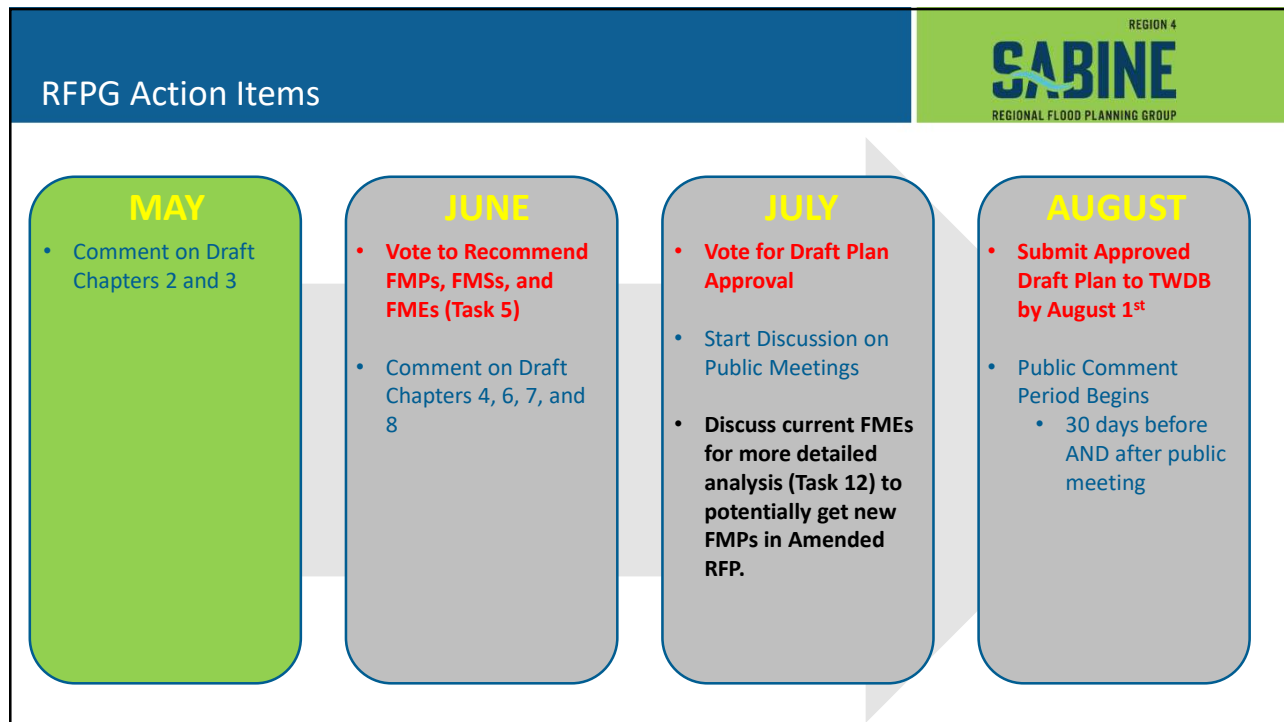 RFPG Action Items
REGION 4
SABINE
REGIONAL FLOOD PLANNING GROUP
MAY
• Comment on Draft
Chapters 2 and 3
JUNE
• Vote to Recommend
FMPs, FMSs, and
FMEs (Task 5)
• Comment on Draft
Chapters 4, 6, 7, and
8
JULY
• Vote for Draft Plan
Approval
• Start Discussion on
Public Meetings
• Discuss current FMEs
for more detailed
analysis (Task 12) to
potentially get new
FMPs in Amended
RFP.
AUGUST
• Submit Approved
Draft Plan to TWDB
by August 1st
• Public Comment
Period Begins
• 30 days before
AND after public
meeting